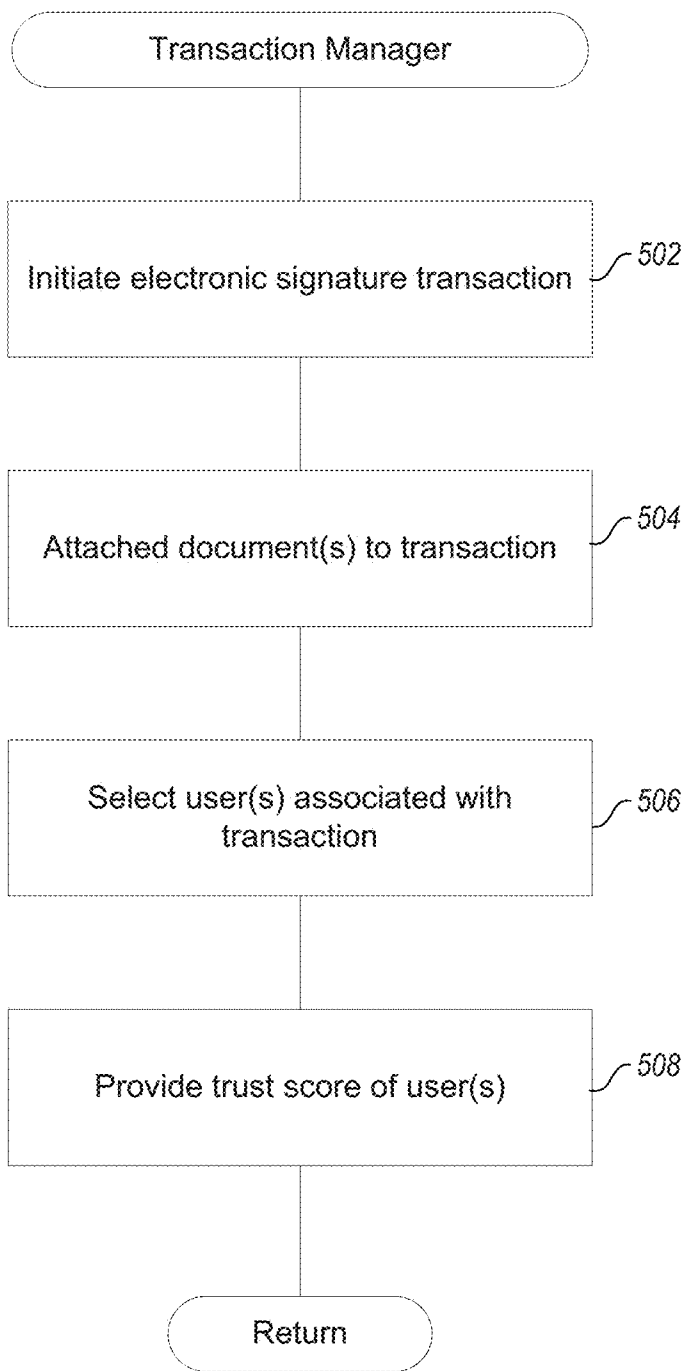 Transaction Manager
Initiate electronic signature transaction
502
Attached document(s) to transaction
504
Select user(s) associated with
transaction
506
Provide trust score of user(s)
508
Return